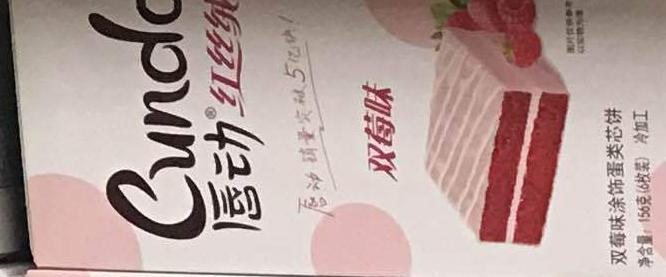 Cundo
唇动® 红丝绒
唇动 销量突破5亿块!
双莓味
图片仅供参考
以实物为准
双莓味涂饰蛋类芯饼
净含量:156克(6枚装) 冷加工